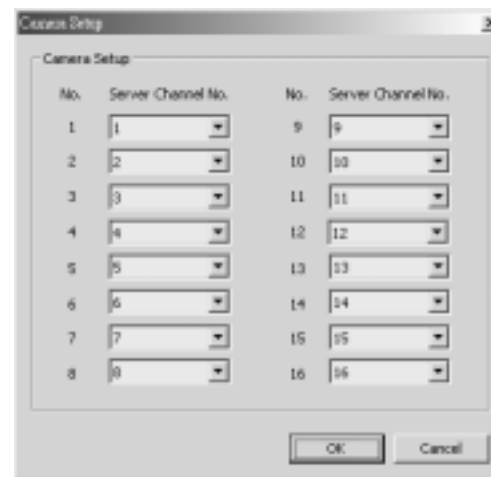 Camera Setup
Camera Setup
No. Server Channel No. No. Server Channel No.
1 1 9 9
2 2 10 10
3 3 11 11
4 4 12 12
5 5 13 13
6 6 14 14
7 7 15 15
8 8 16 16
OK Cancel